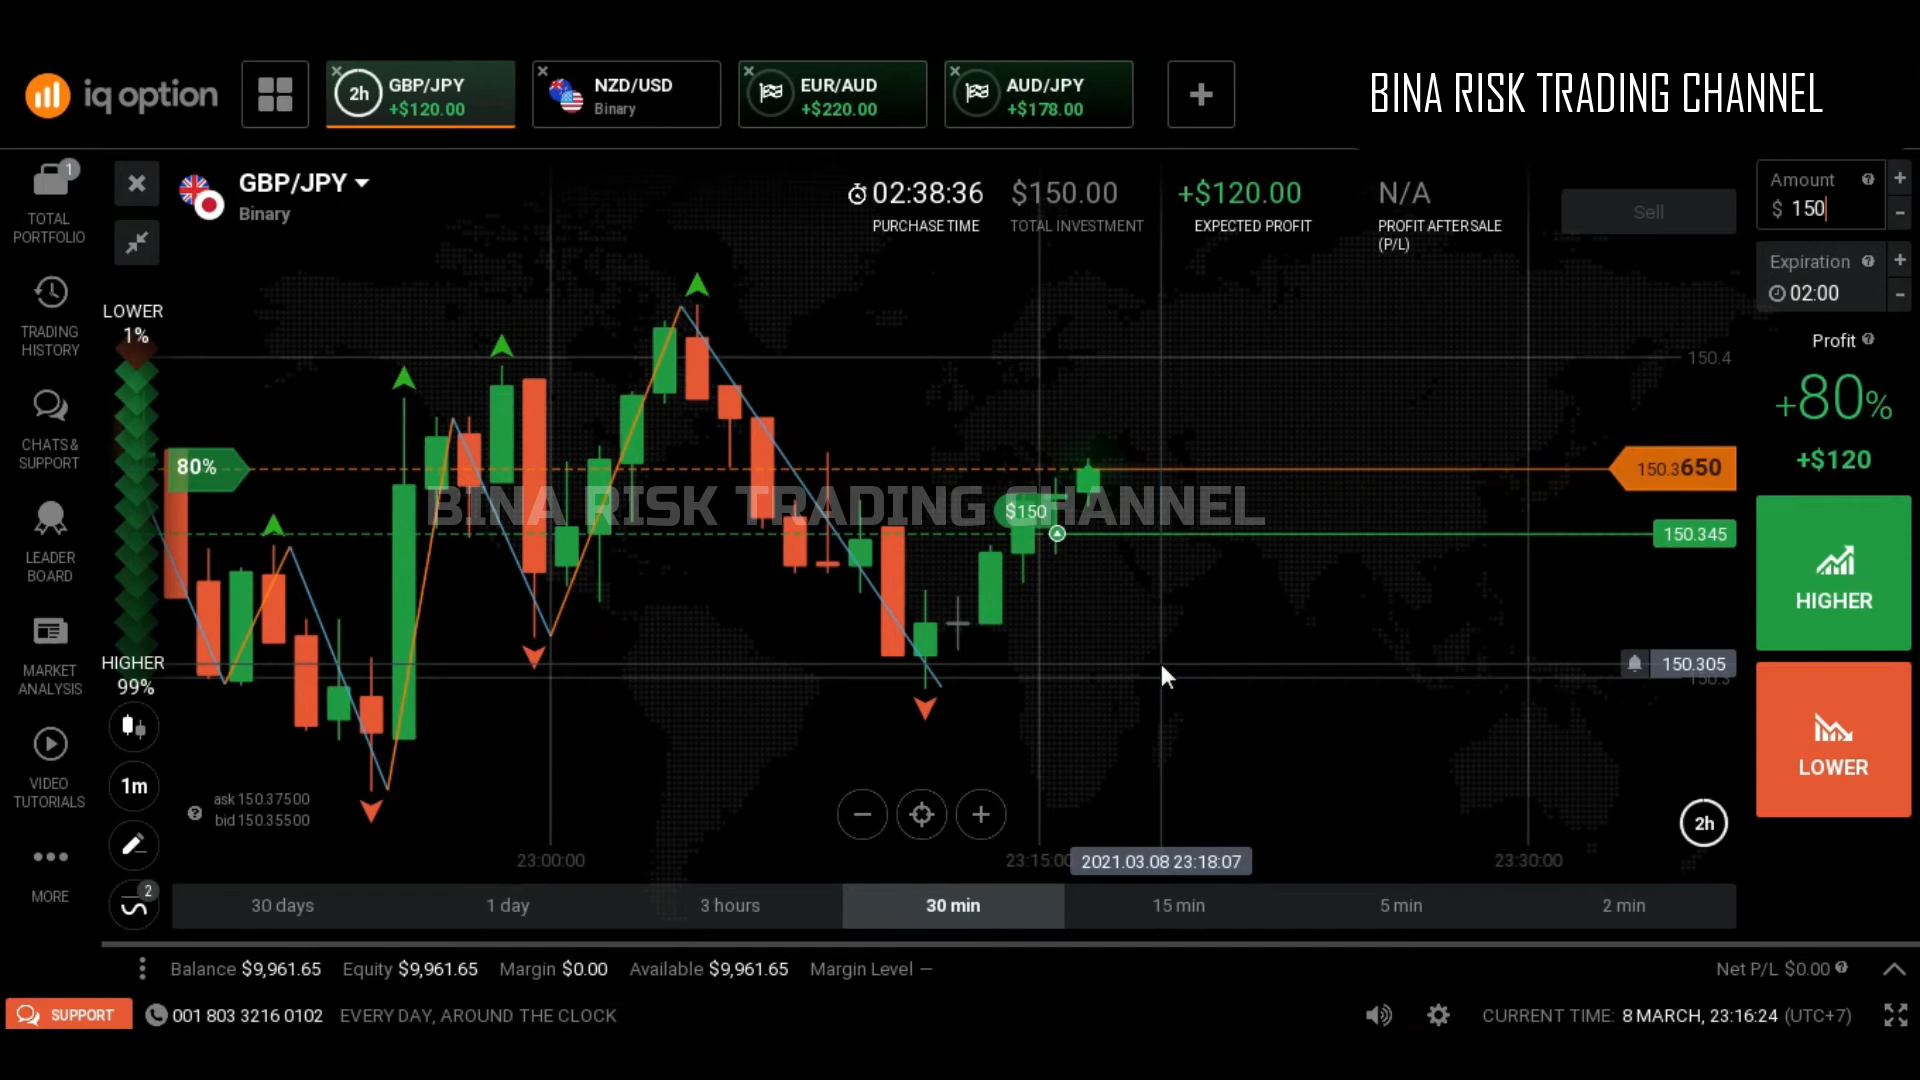 iq option
2h
GBP/JPY
+$120.00
NZD/USD
Binary
EUR/AUD
+$220.00
AUD/JPY
+$178.00
BINA RISK TRADING CHANNEL
1
TOTAL
PORTFOLIO
TRADING
HISTORY
CHATS &
SUPPORT
LEADER
BOARD
MARKET
ANALYSIS
VIDEO
TUTORIALS
MORE
GBP/JPY
Binary
02:38:36
PURCHASE TIME
$150.00
TOTAL INVESTMENT
+$120.00
EXPECTED PROFIT
N/A
PROFIT AFTER SALE
(P/L)
Sell
Amount
$ 150
Expiration
02:00
Profit
+80%
+$120
HIGHER
LOWER
LOWER
1%
80%
HIGHER
99%
1m
2
150.4
150.3650
150.345
150.305
150.3
BINA RISK TRADING CHANNEL
$150
ask 150.37500
bid 150.35500
2h
23:00:00
23:15:00
2021.03.08 23:18:07
23:30:00
30 days
1 day
3 hours
30 min
15 min
5 min
2 min
Balance $9,961.65 Equity $9,961.65 Margin $0.00 Available $9,961.65 Margin Level –
Net P/L $0.00
SUPPORT
001 803 3216 0102 EVERY DAY, AROUND THE CLOCK
CURRENT TIME: 8 MARCH, 23:16:24 (UTC+7)